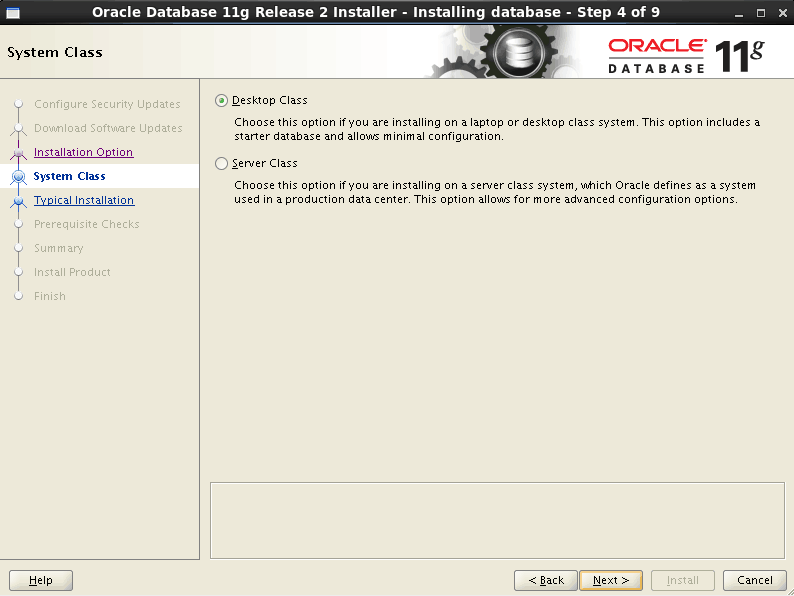 Oracle Database 11g Release 2 Installer - Installing database - Step 4 of 9
System Class
ORACLE®
DATABASE
11g
Configure Security Updates
Download Software Updates
Installation Option
System Class
Typical Installation
Prerequisite Checks
Summary
Install Product
Finish
Desktop Class
Choose this option if you are installing on a laptop or desktop class system. This option includes a
starter database and allows minimal configuration.
Server Class
Choose this option if you are installing on a server class system, which Oracle defines as a system
used in a production data center. This option allows for more advanced configuration options.
Help
< Back
Next >
Install
Cancel